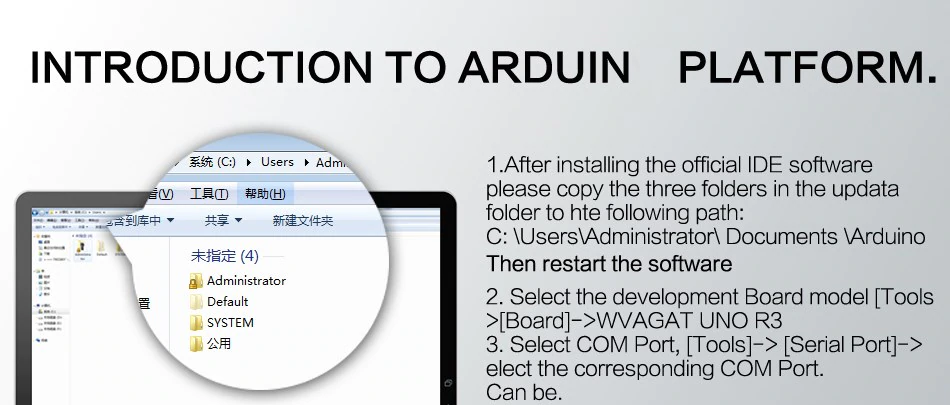 INTRODUCTION TO ARDUIN PLATFORM.
系统 (C:) ▸ Users ▸
(V) 工具(T) 帮助(H)
含到库中 ▾ 共享 ▾ 新建文件夹
未指定 (4)
Administrator
Default
置
SYSTEM
公用
1.After installing the official IDE software
please copy the three folders in the updata
folder to hte following path:
C: \Users\Administrator\ Documents \Arduino
Then restart the software
2. Select the development Board model [Tools
>[Board]->WVAGAT UNO R3
3. Select COM Port, [Tools]-> [Serial Port]->
elect the corresponding COM Port.
Can be.